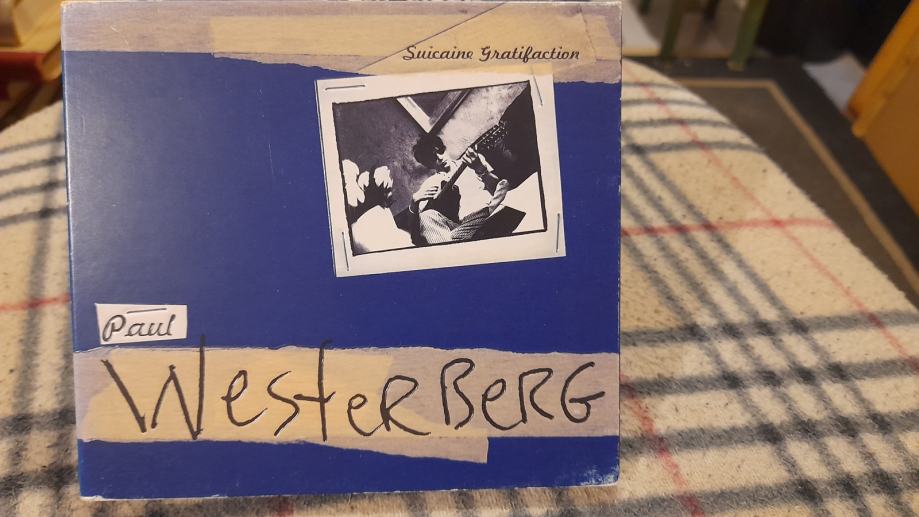 Suicaine Gratifaction
Paul
WesterBerG